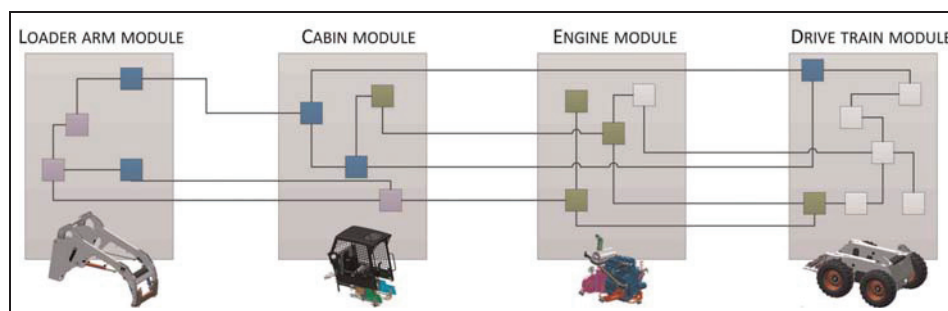 LOADER ARM MODULE
CABIN MODULE
ENGINE MODULE
DRIVE TRAIN MODULE